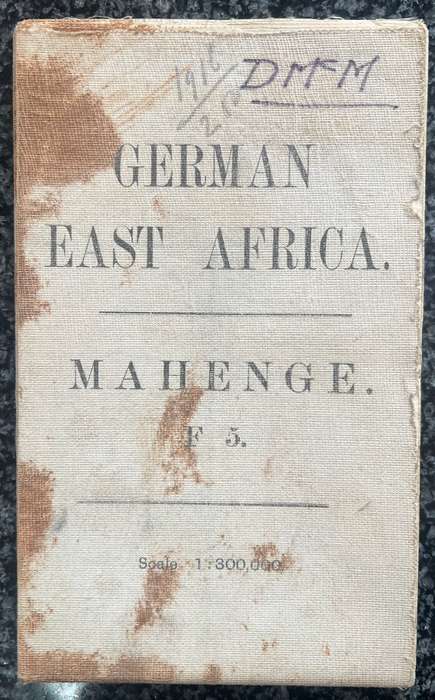 DMFM
GERMAN
EAST AFRICA.
MAHENGE.
F 5.
Scale 1:300,000